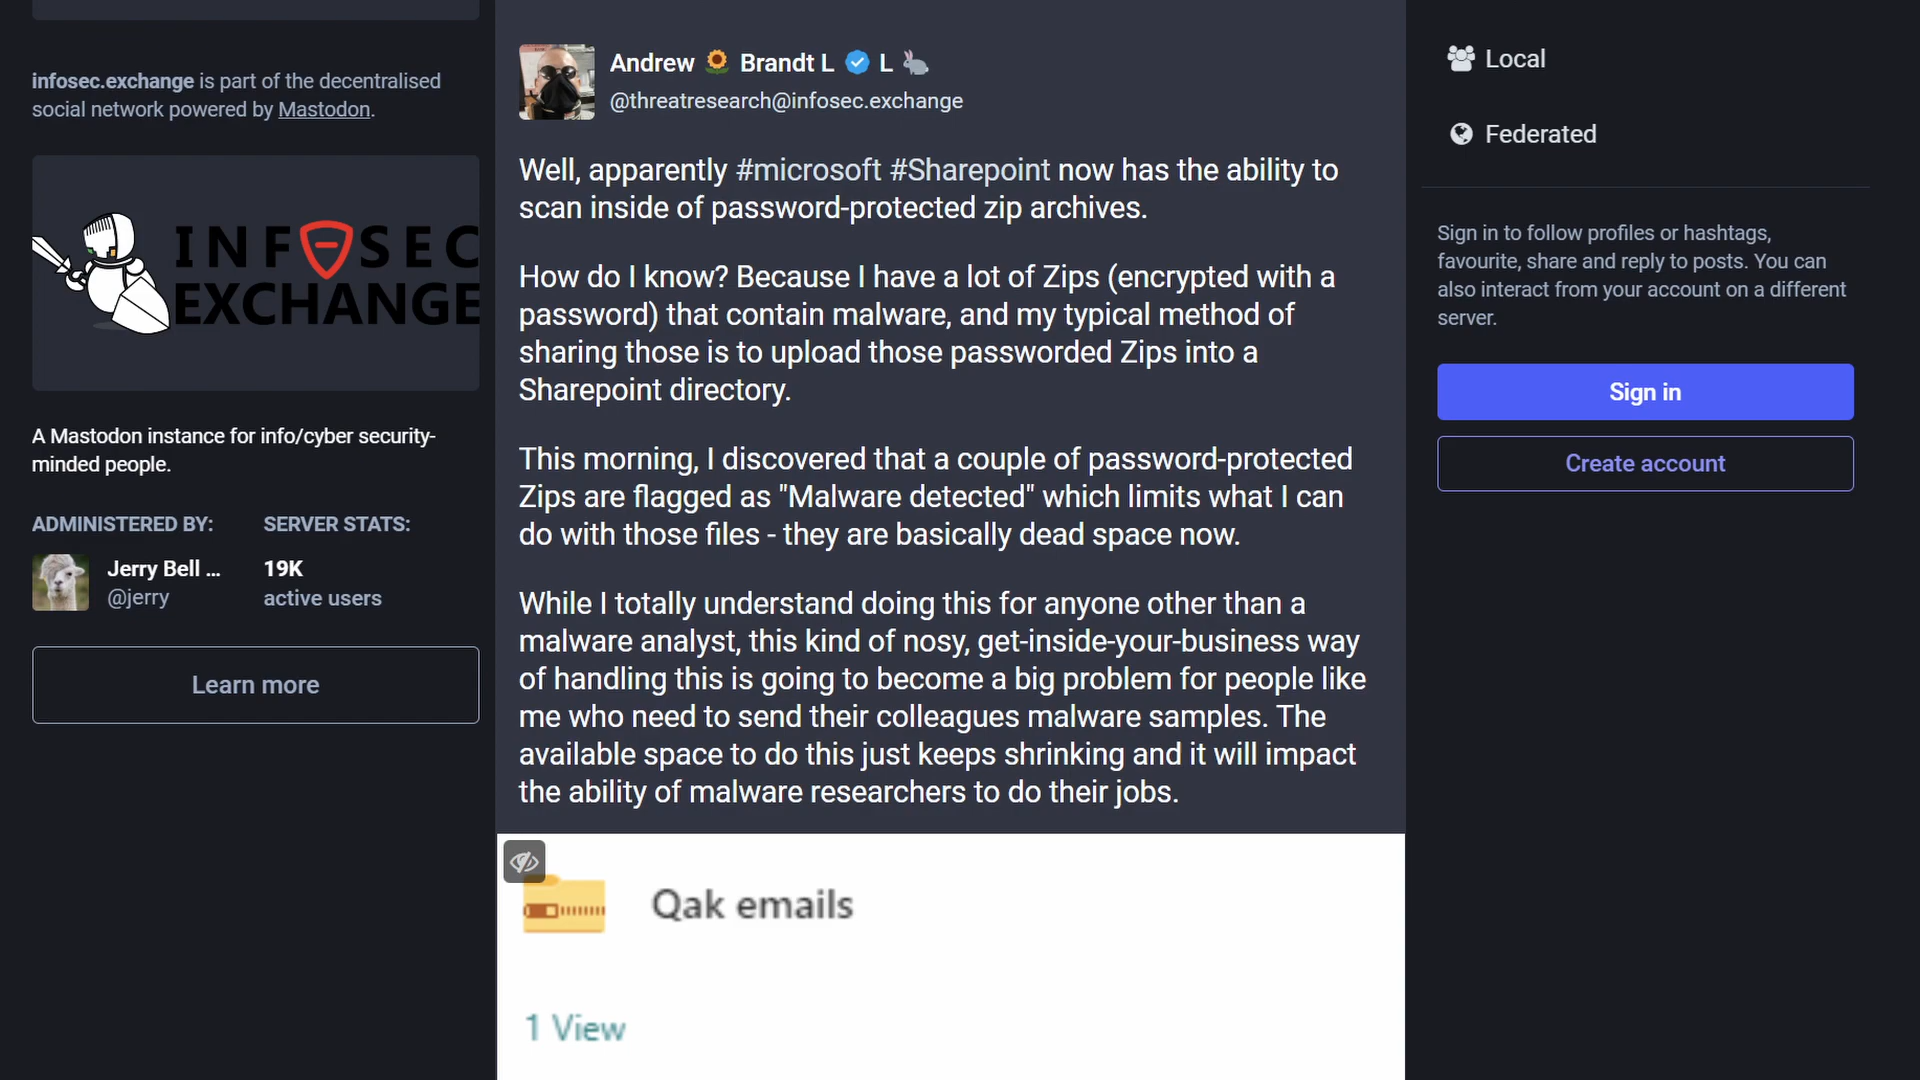 infosec.exchange is part of the decentralised
social network powered by Mastodon.
INFOSEC
EXCHANGE
A Mastodon instance for info/cyber security-
minded people.
ADMINISTERED BY:
Jerry Bell ...
@jerry
SERVER STATS:
19K
active users
Learn more
Andrew Brandt L L
@threatresearch@infosec.exchange
Well, apparently #microsoft #Sharepoint now has the ability to
scan inside of password-protected zip archives.
How do I know? Because I have a lot of Zips (encrypted with a
password) that contain malware, and my typical method of
sharing those is to upload those passworded Zips into a
Sharepoint directory.
This morning, I discovered that a couple of password-protected
Zips are flagged as "Malware detected" which limits what I can
do with those files - they are basically dead space now.
While I totally understand doing this for anyone other than a
malware analyst, this kind of nosy, get-inside-your-business way
of handling this is going to become a big problem for people like
me who need to send their colleagues malware samples. The
available space to do this just keeps shrinking and it will impact
the ability of malware researchers to do their jobs.
Qak emails
1 View
Local
Federated
Sign in to follow profiles or hashtags,
favourite, share and reply to posts. You can
also interact from your account on a different
server.
Sign in
Create account